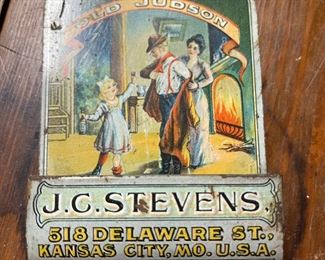 OLD JUDSON
J.C. STEVENS
518 DELAWARE ST.,
KANSAS CITY, MO. U.S.A.